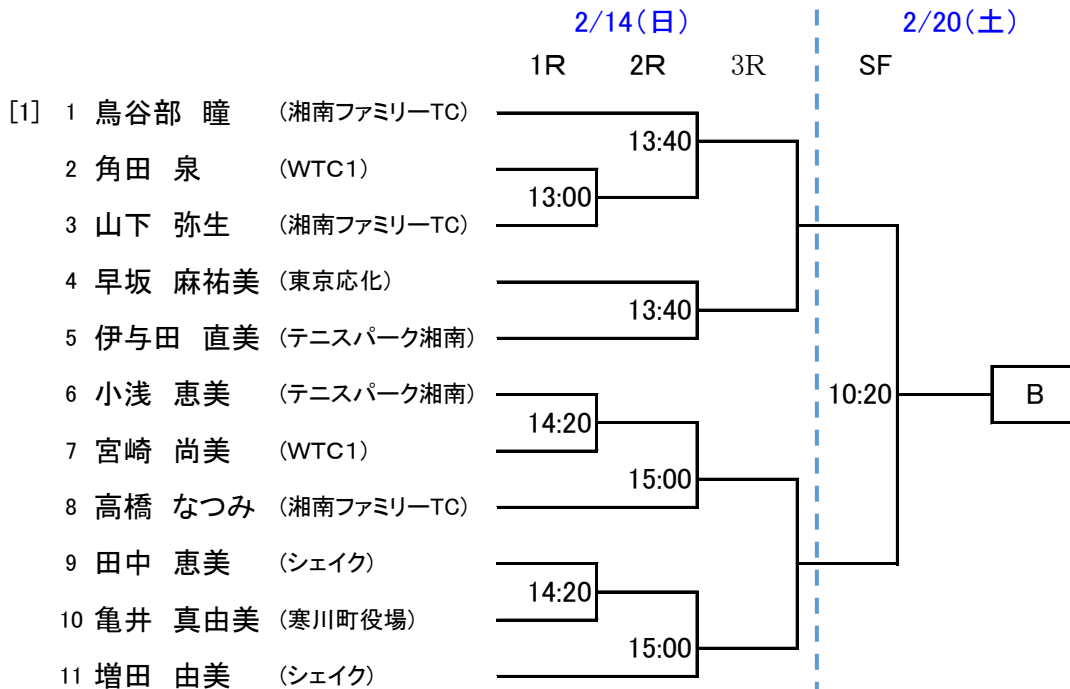 2/14(日) 2/20(土)
1R 2R 3R SF
[1] 1 鳥谷部 瞳 (湘南ファミリーTC)
13:40
2 角田 泉 (WTC1)
13:00
3 山下 弥生 (湘南ファミリーTC)
4 早坂 麻祐美 (東京応化)
13:40
5 伊与田 直美 (テニスパーク湘南)
6 小浅 恵美 (テニスパーク湘南) 10:20 B
14:20
7 宮崎 尚美 (WTC1)
15:00
8 高橋 なつみ (湘南ファミリーTC)
9 田中 恵美 (シェイク)
14:20
10 亀井 真由美 (寒川町役場)
15:00
11 増田 由美 (シェイク)